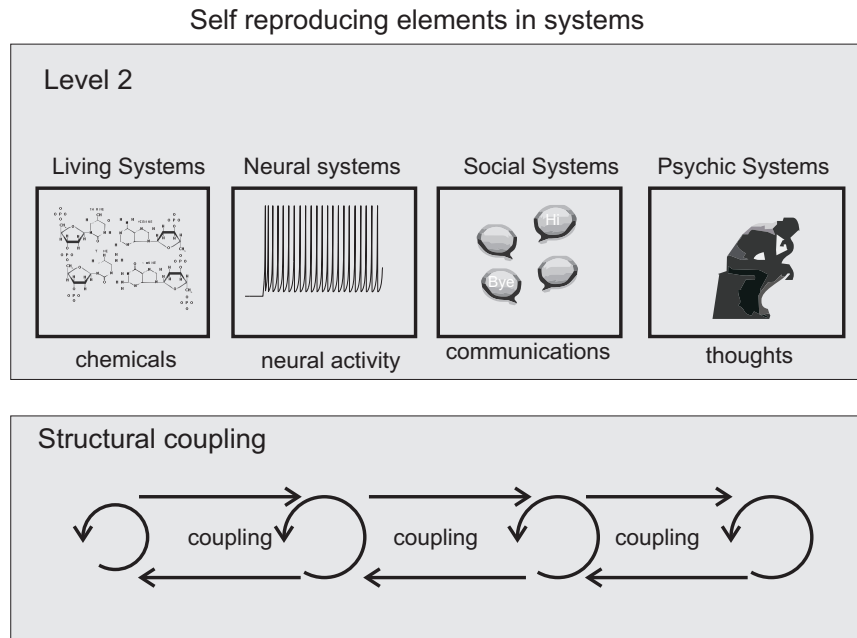 Self reproducing elements in systems
Level 2
Living Systems
Neural systems
Social Systems
Psychic Systems
Hi
Bye
chemicals
neural activity
communications
thoughts
Structural coupling
coupling
coupling
coupling